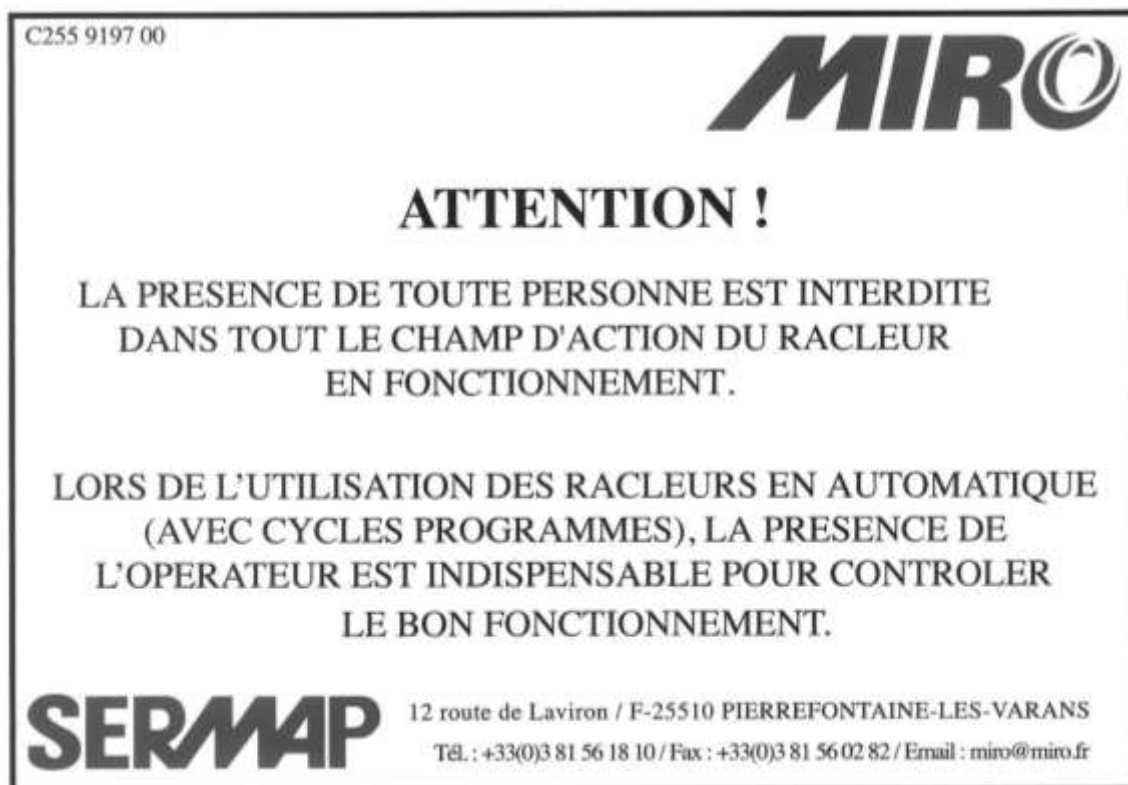 C255 9197 00
MIRO
ATTENTION !
LA PRESENCE DE TOUTE PERSONNE EST INTERDITE
DANS TOUT LE CHAMP D'ACTION DU RACLEUR
EN FONCTIONNEMENT.
LORS DE L'UTILISATION DES RACLEURS EN AUTOMATIQUE
(AVEC CYCLES PROGRAMMES), LA PRESENCE DE
L'OPERATEUR EST INDISPENSABLE POUR CONTROLER
LE BON FONCTIONNEMENT.
SERMAP
12 route de Laviron / F-25510 PIERREFONTAINE-LES-VARANS
Tél. : +33(0)3 81 56 18 10 / Fax : +33(0)3 81 56 02 82 / Email : miro@miro.fr